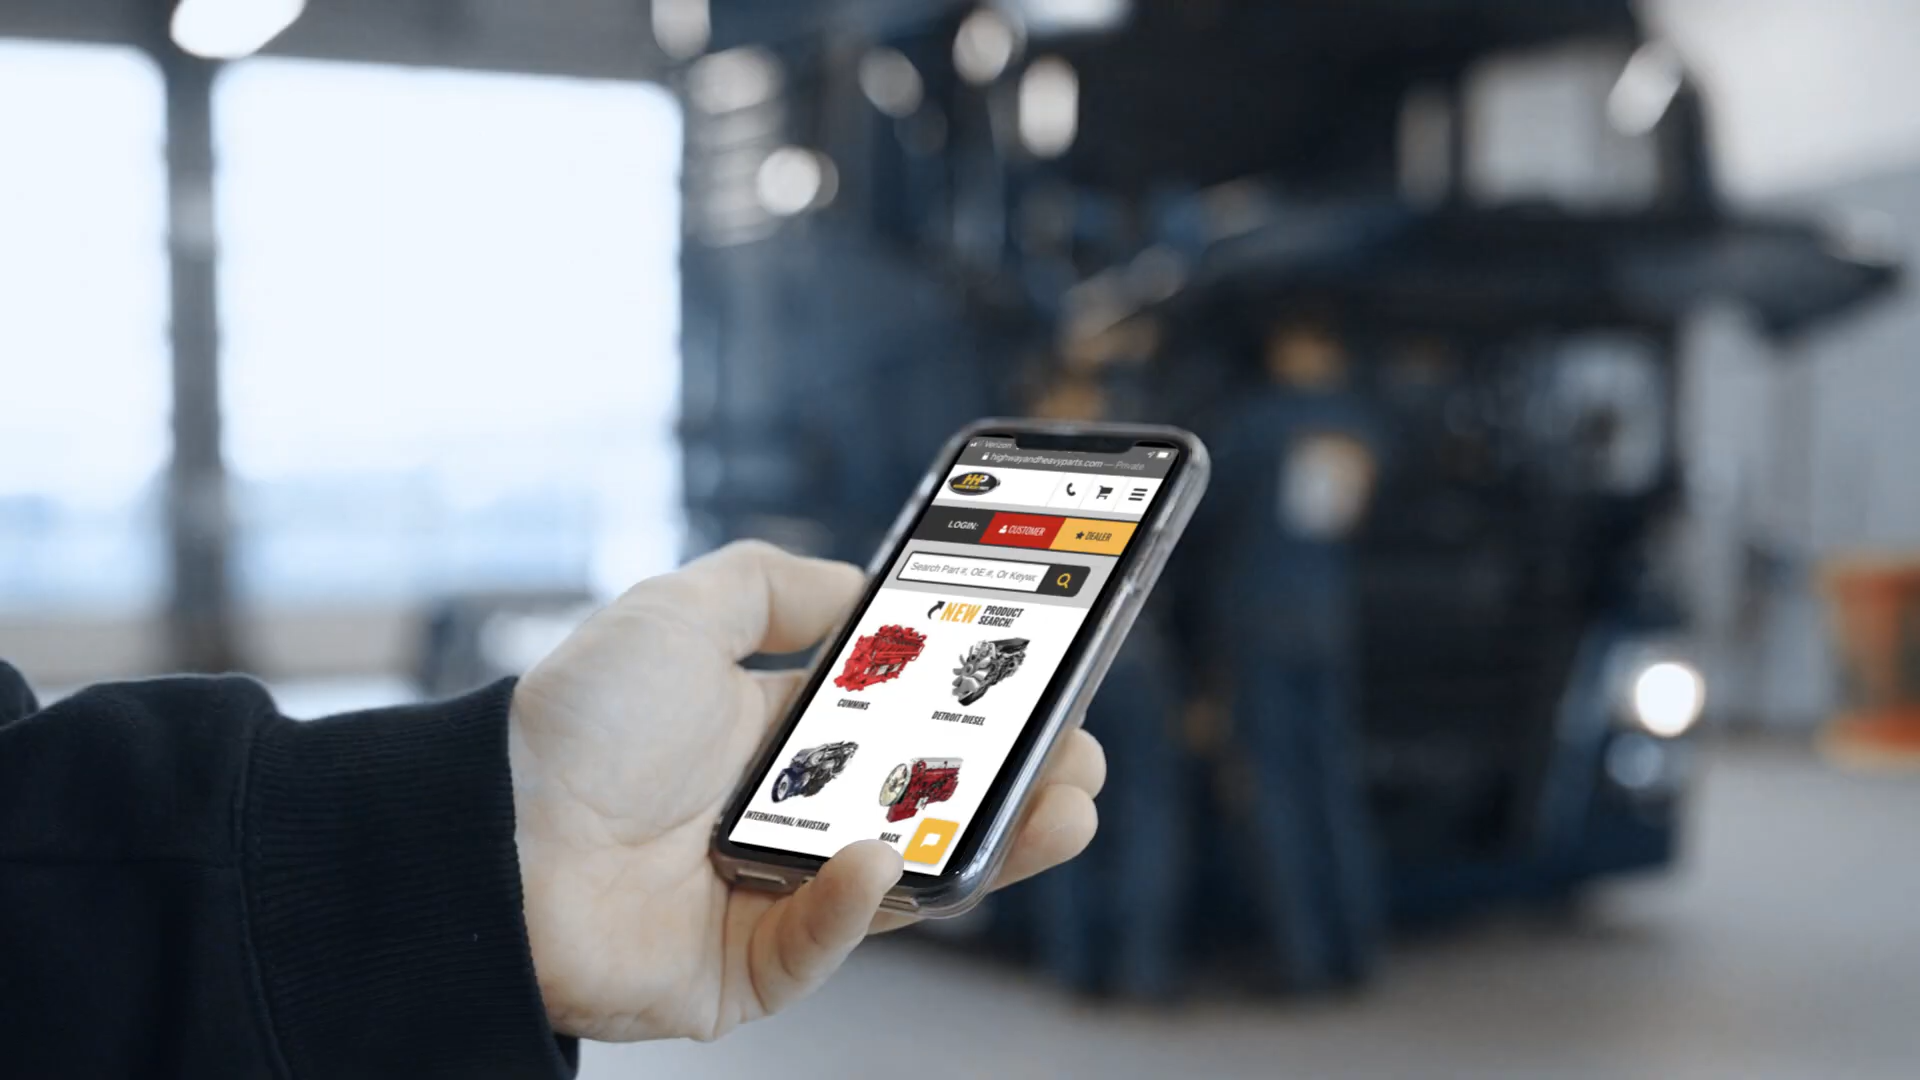 Verizon
highwayandheavyparts.com — Private
HHP
LOGIN:
CUSTOMER
DEALER
Search Part #, OE #, Or Keywo
NEW PRODUCT
SEARCH!
CUMMINS
DETROIT DIESEL
INTERNATIONAL/NAVISTAR
MACK